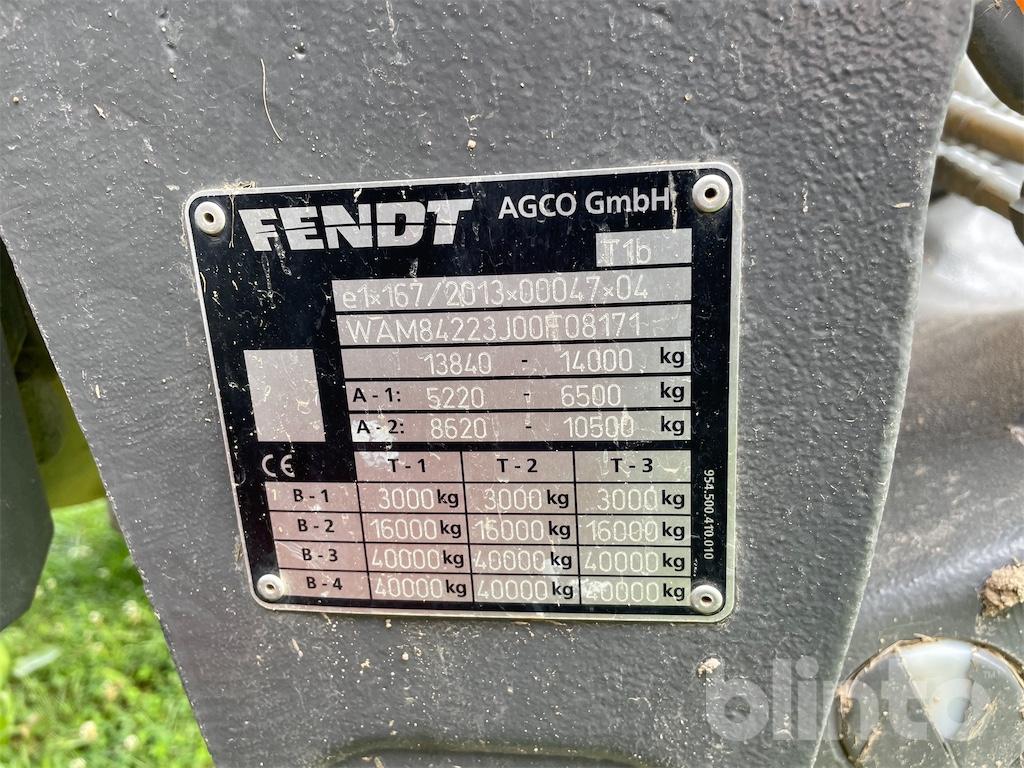 FENDT AGCO GmbH
T1b
e1*167/2013*00047*04
WAM84223J00F08171
13840 - 14000 kg
A - 1: 5220 - 6500 kg
A - 2: 8620 - 10500 kg
CE T - 1 T - 2 T - 3
B - 1 3000 kg 3000 kg 3000 kg
B - 2 16000 kg 16000 kg 16000 kg
B - 3 40000 kg 40000 kg 40000 kg
B - 4 40000 kg 40000 kg 40000 kg
954.500.410.010
blinto™